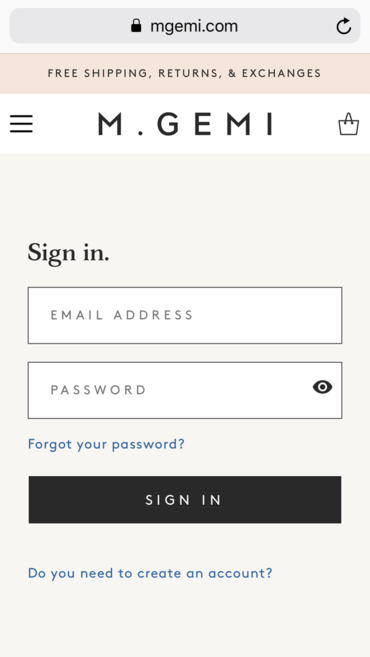 mgemi.com
FREE SHIPPING, RETURNS, & EXCHANGES
M.GEMI
Sign in.
EMAIL ADDRESS
PASSWORD
Forgot your password?
SIGN IN
Do you need to create an account?